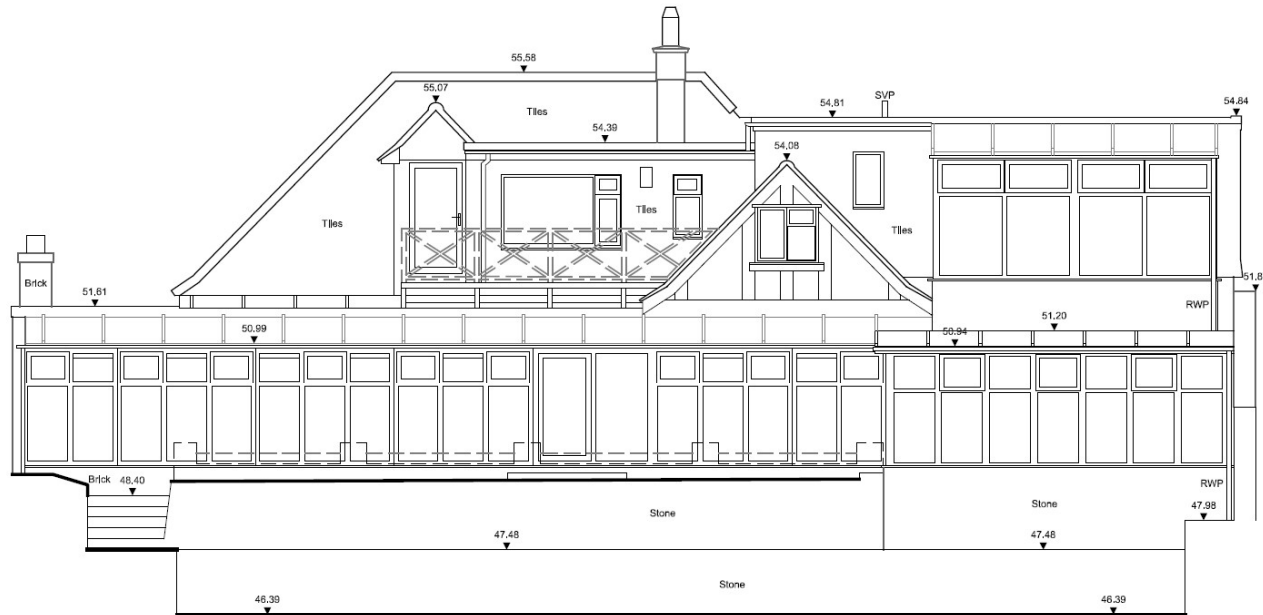 55.58
55.07
SVP
54.81
54.84
Tiles
54.39
54.08
Tiles
Tiles
Tiles
Brick
51.61
51.8
RWP
51.20
50.99
50.94
Brick
48.40
RWP
Stone
47.98
47.48
47.48
Stone
46.39
46.39